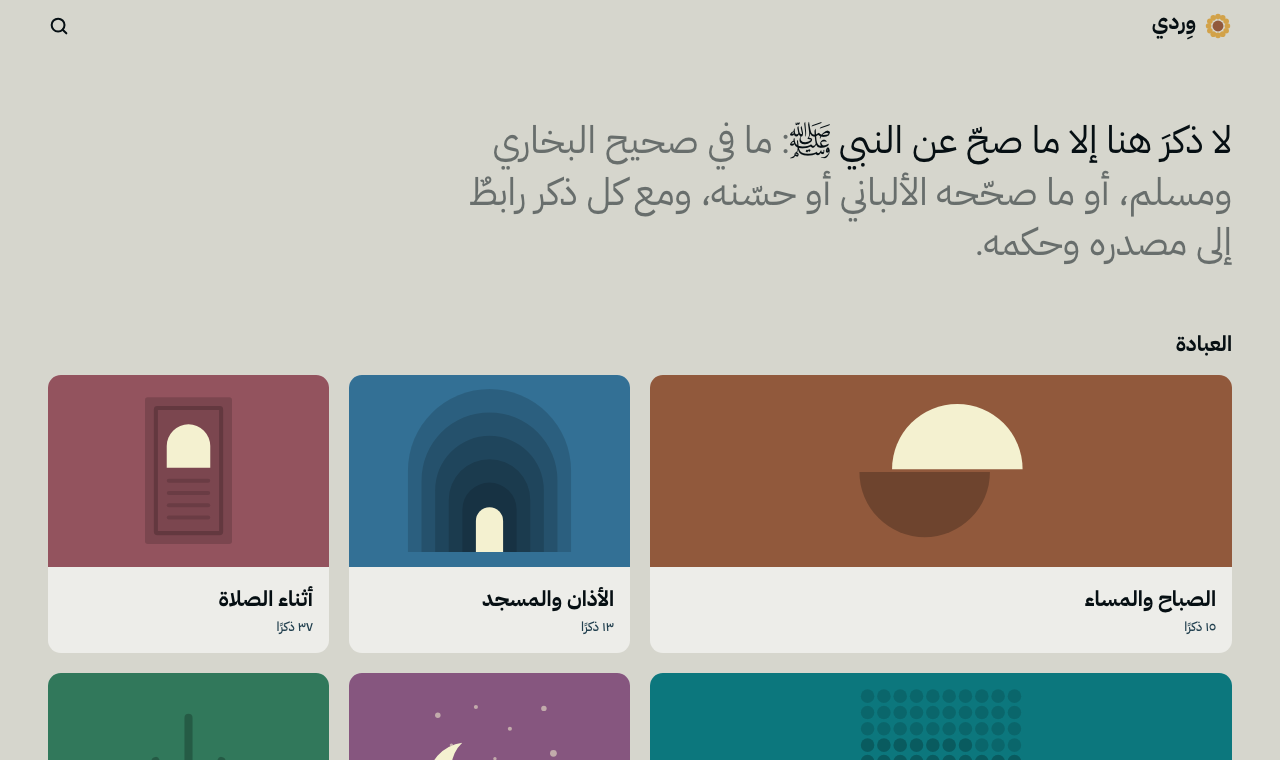 وِردي
لا ذكرَ هنا إلا ما صحّ عن النبي ﷺ: ما في صحيح البخاري
ومسلم، أو ما صحّحه الألباني أو حسّنه، ومع كل ذكر رابطٌ
إلى مصدره وحكمه.
العبادة
الصباح والمساء
١٥ ذكرًا
الأذان والمسجد
١٣ ذكرًا
أثناء الصلاة
٣٧ ذكرًا